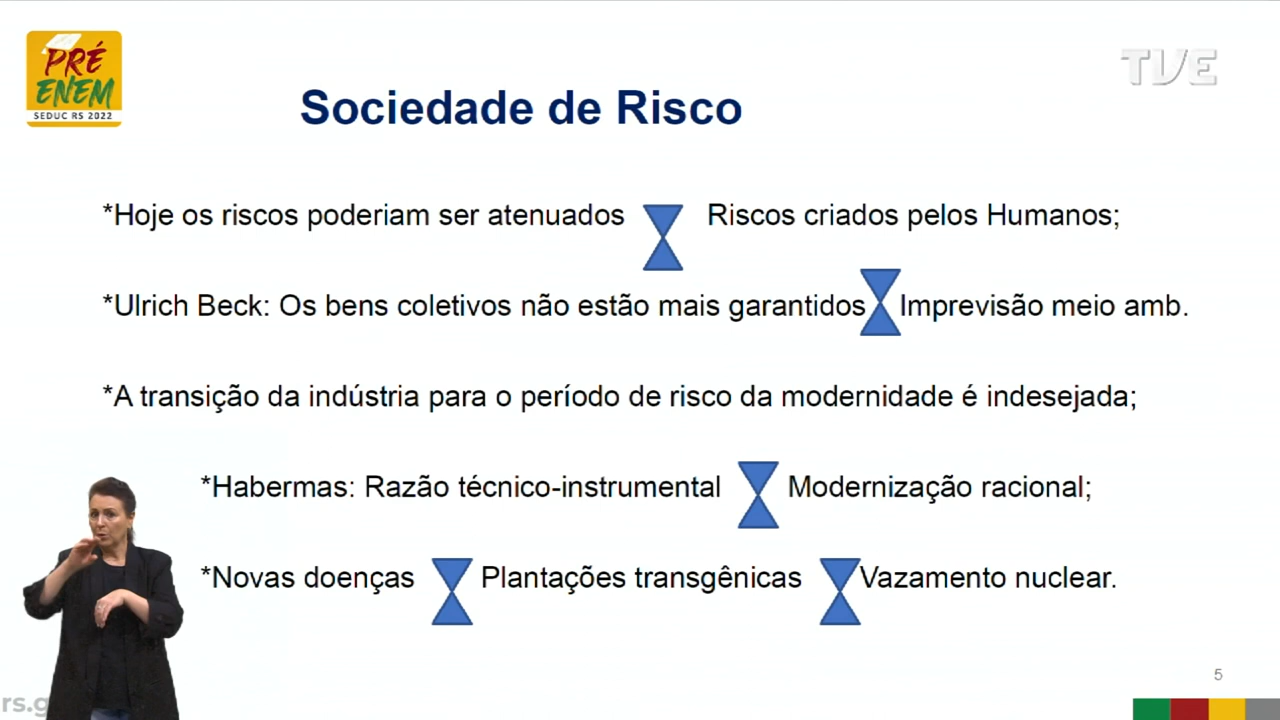 PRÉ
ENEM
SEDUC RS 2022
TVE
Sociedade de Risco
*Hoje os riscos poderiam ser atenuados Riscos criados pelos Humanos;
*Ulrich Beck: Os bens coletivos não estão mais garantidos Imprevisão meio amb.
*A transição da indústria para o período de risco da modernidade é indesejada;
*Habermas: Razão técnico-instrumental Modernização racional;
*Novas doenças Plantações transgênicas Vazamento nuclear.
5
rs.g